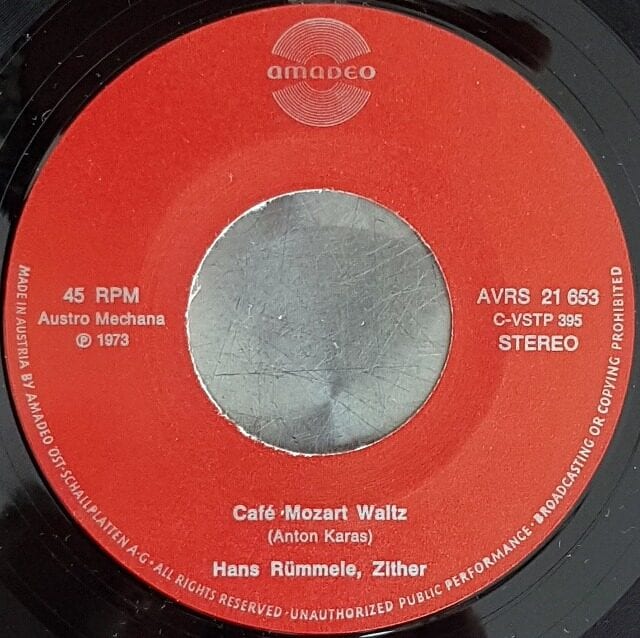 AMADEO
45 RPM
Austro Mechana
℗ 1973
AVRS 21 653
C-VSTP 395
STEREO
Café Mozart Waltz
(Anton Karas)
Hans Rümmele, Zither
MADE IN AUSTRIA BY AMADEO ÖST·SCHALLPLATTEN A·G· ALL RIGHTS RESERVED · UNAUTHORIZED PUBLIC PERFORMANCE · BROADCASTING OR COPYING PROHIBITED